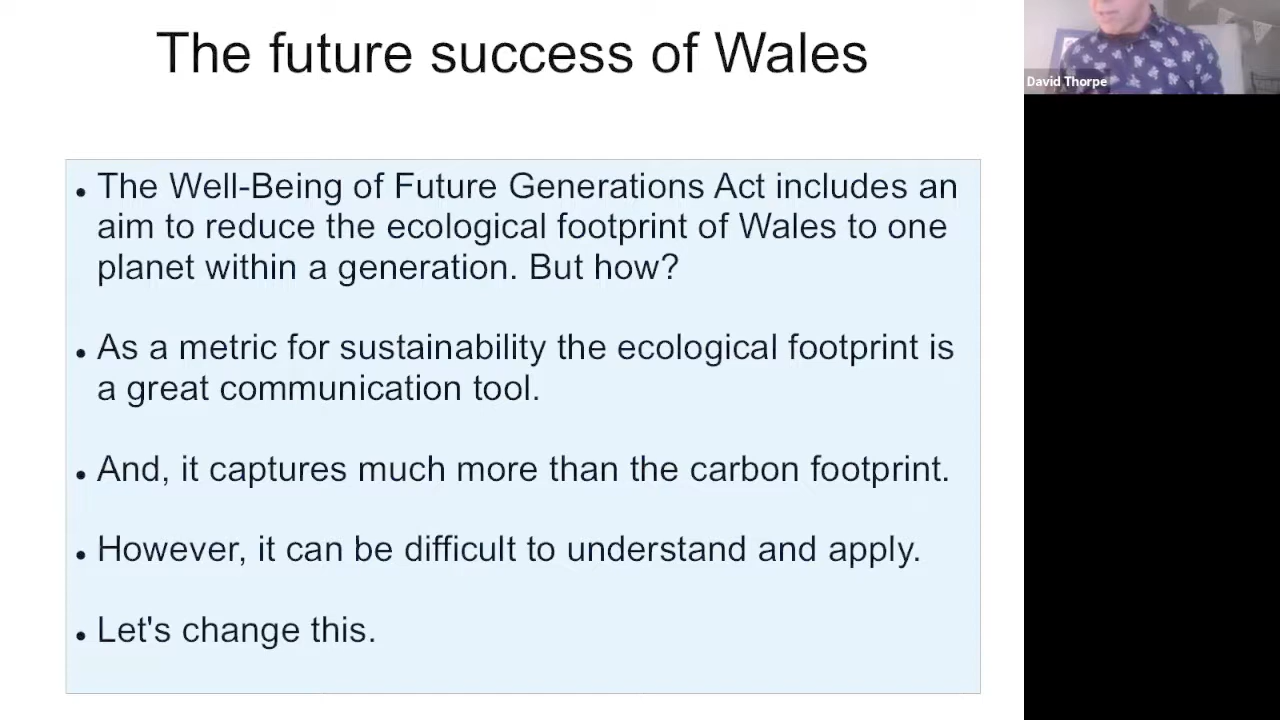 The future success of Wales
David Thorpe
• The Well-Being of Future Generations Act includes an
aim to reduce the ecological footprint of Wales to one
planet within a generation. But how?
• As a metric for sustainability the ecological footprint is
a great communication tool.
• And, it captures much more than the carbon footprint.
• However, it can be difficult to understand and apply.
• Let's change this.